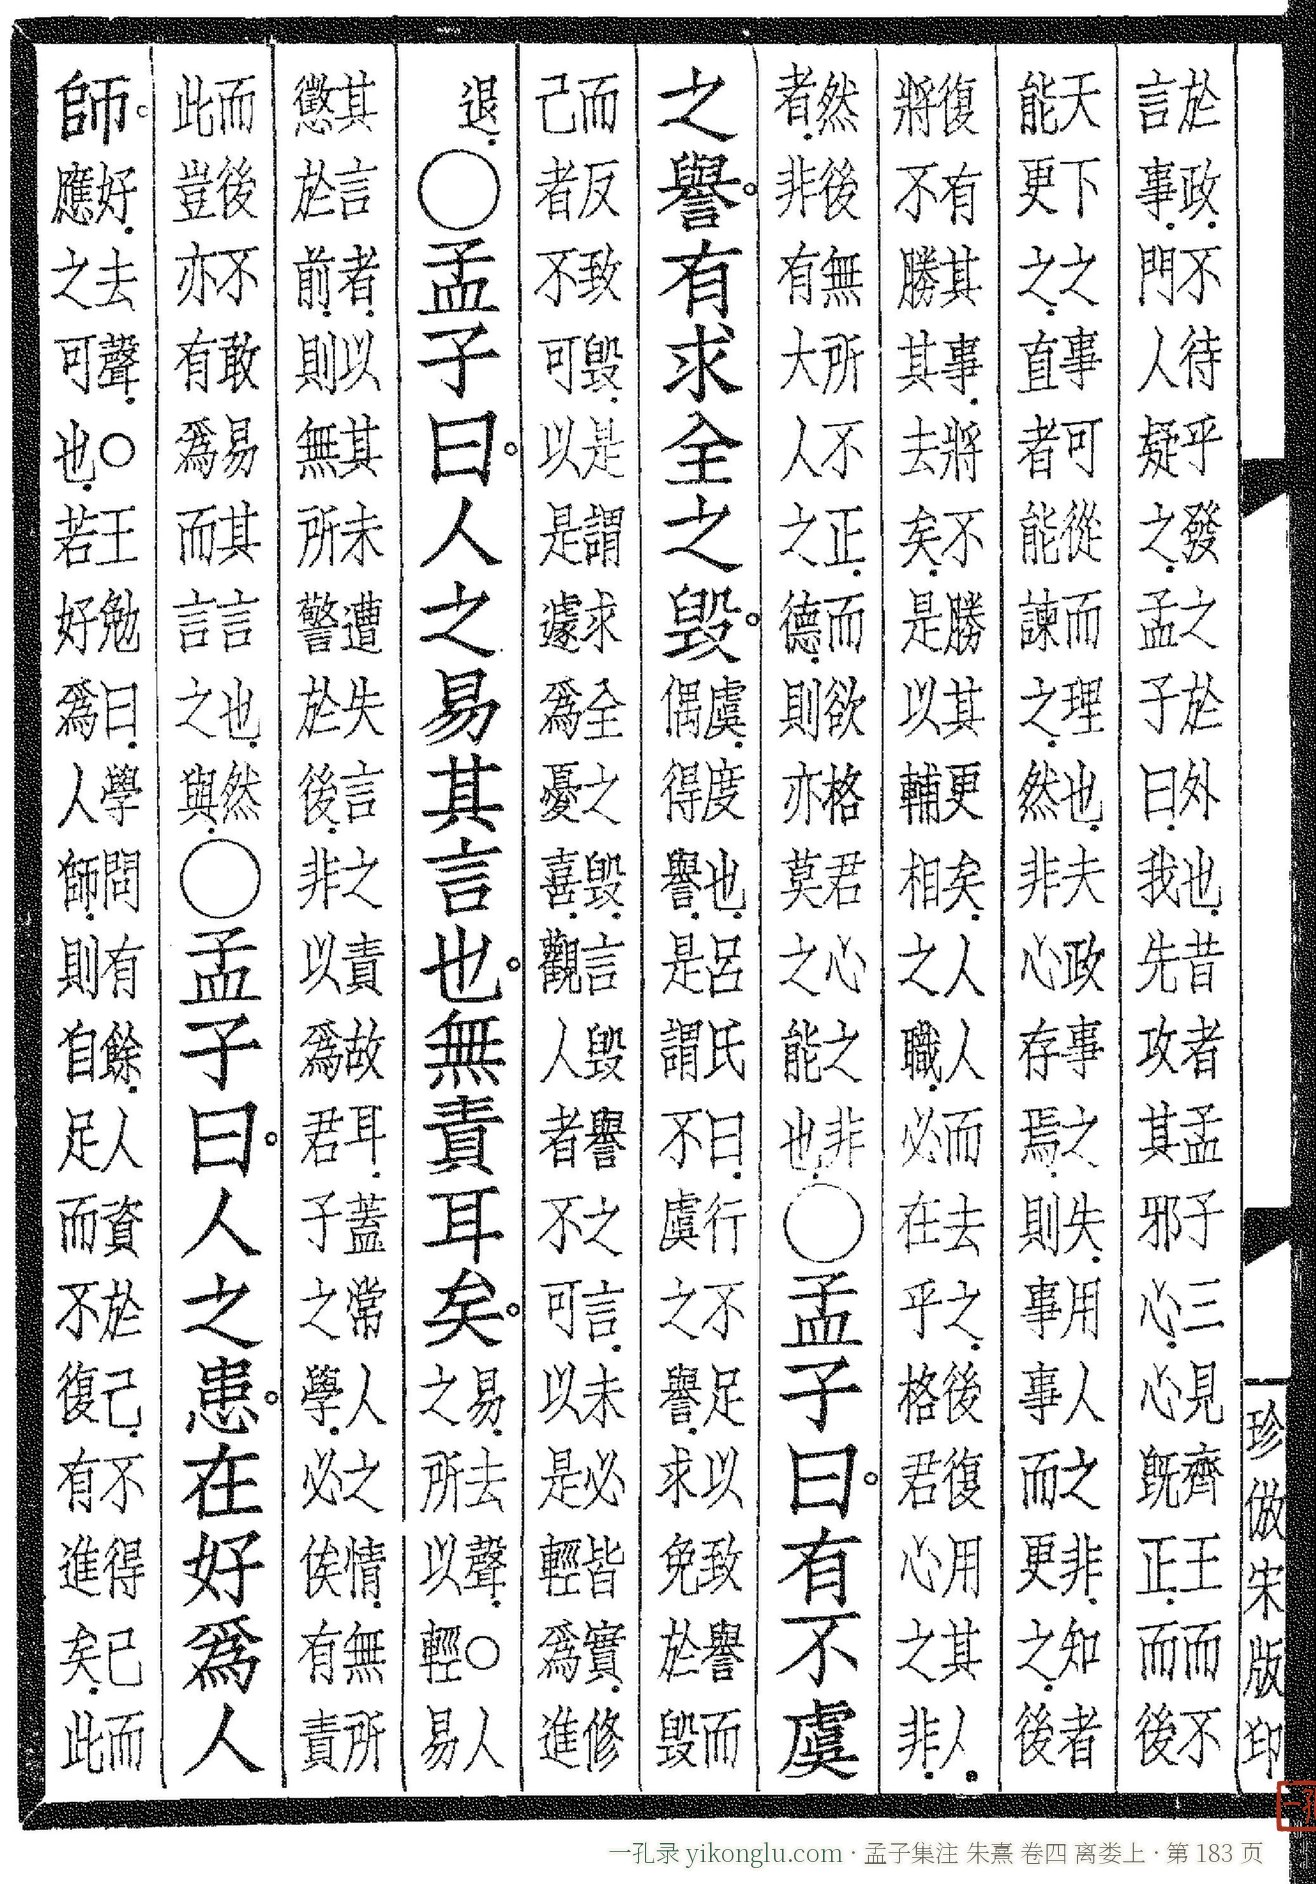 珍倣宋版印
於政。不待乎發之於外也。昔者孟子三見齊王而不
言事。門人疑之。孟子曰。我先攻其邪心。心既正。而後
天下之事可從而理也。夫政事之失。用人之非。知者
能更之。直者能諫之。然非心存焉。則事事而更之。後
復有其事。將不勝其更矣。人人而去之。後復用其人。
將不勝其去矣。是以輔相之職。必在乎格君心之非。
然後無所不正。而欲格君心之非
者。非有大人之德。則亦莫之能也。
○孟子曰。有不虞
之譽。有求全之毀。
虞。度也。呂氏曰。行不足以致譽而
偶得譽。是謂不虞之譽。求免於毀
而反致毀。是謂求全之毀。言毀譽之言。未必皆實。修
己者不可以是遽爲憂喜。觀人者不可以是輕爲進
退。
○孟子曰。人之易其言也。無責耳矣。
易。去聲。○人
之所以輕易
其言者。以其未遭失言之責故耳。蓋常人之情。無所
懲於前。則無所警於後。非以爲君子之學。必俟有責
而後不敢易其言也。然
此豈亦有爲而言之與。
○孟子曰。人之患。在好爲人
師。
好。去聲。○王勉曰。學問有餘。人資於己。不得已而
應之可也。若好爲人師。則自足而不復有進矣。此
一孔录 yikonglu.com · 孟子集注 朱熹 卷四 离娄上 · 第 183 页